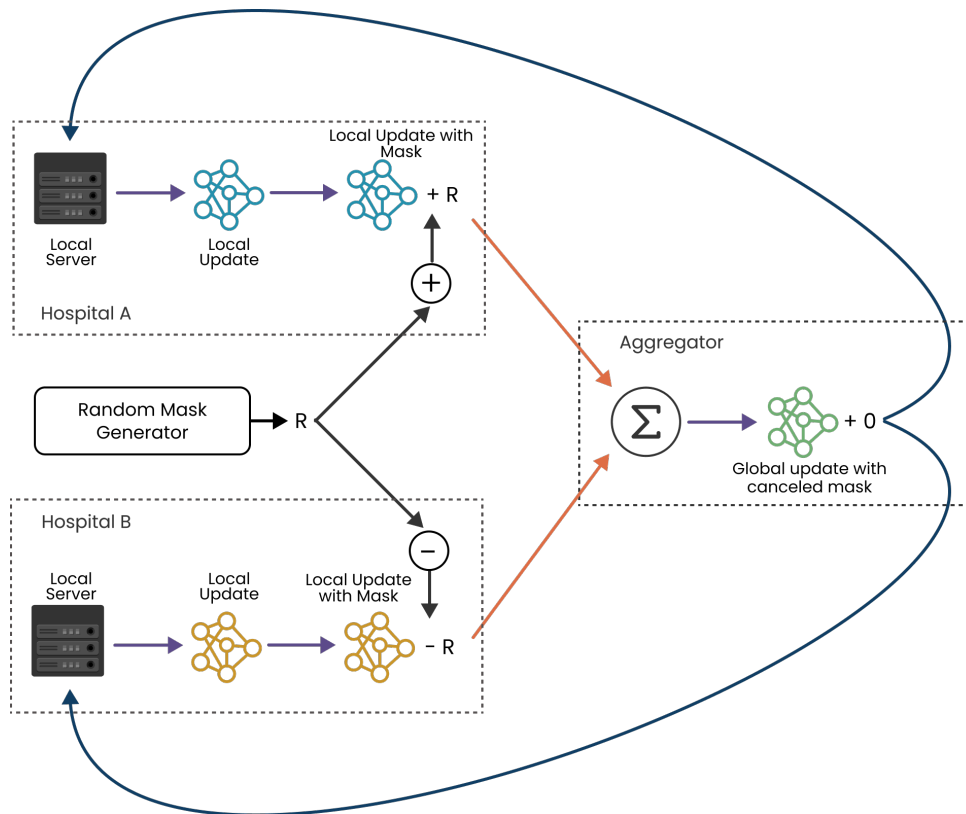 Local Update with
Mask
+ R
Local
Server
Local
Update
+
Hospital A
Aggregator
Random Mask
Generator
R
Σ
+ 0
Global update with
canceled mask
Hospital B
−
Local
Server
Local
Update
Local Update
with Mask
− R